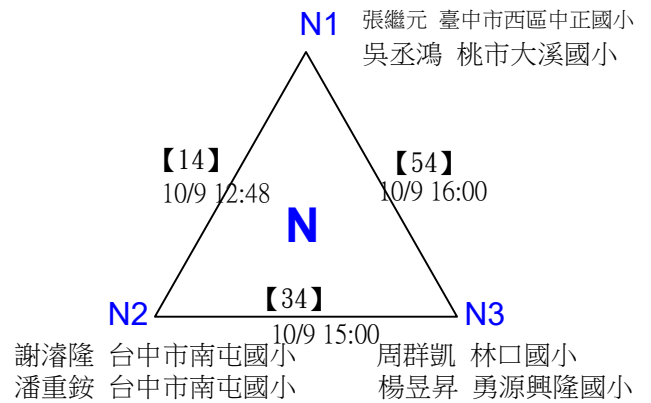 N1 張繼元 臺中市西區中正國小
吳丞鴻 桃市大溪國小
【14】 【54】
10/9 12:48 10/9 16:00
N
【34】
N2 N3
10/9 15:00
謝濬隆 台中市南屯國小 周群凱 林口國小
潘重銨 台中市南屯國小 楊昱昇 勇源興隆國小